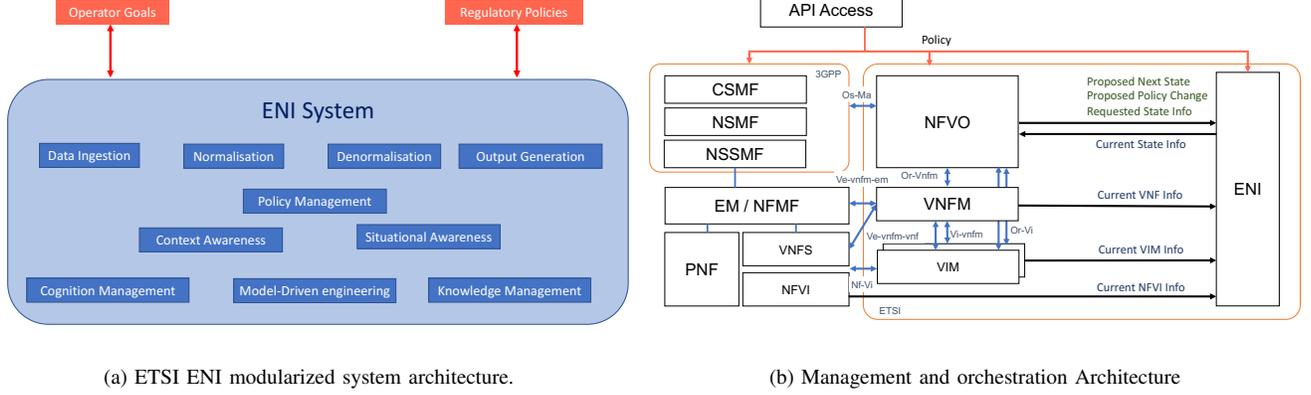 Operator Goals
Regulatory Policies
ENI System
Data Ingestion
Normalisation
Denormalisation
Output Generation
Policy Management
Context Awareness
Situational Awareness
Cognition Management
Model-Driven engineering
Knowledge Management
(a) ETSI ENI modularized system architecture.
API Access
Policy
3GPP
CSMF
NSMF
NSSMF
Os-Ma
NFVO
Proposed Next State
Proposed Policy Change
Requested State Info
Current State Info
ENI
Ve-vnfm-em
Or-Vnfm
EM / NFMF
VNFM
Current VNF Info
PNF
VNFS
Ve-vnfm-vnf
Vi-vnfm
Or-Vi
VIM
Current VIM Info
NFVI
Nf-Vi
Current NFVI Info
ETSI
(b) Management and orchestration Architecture